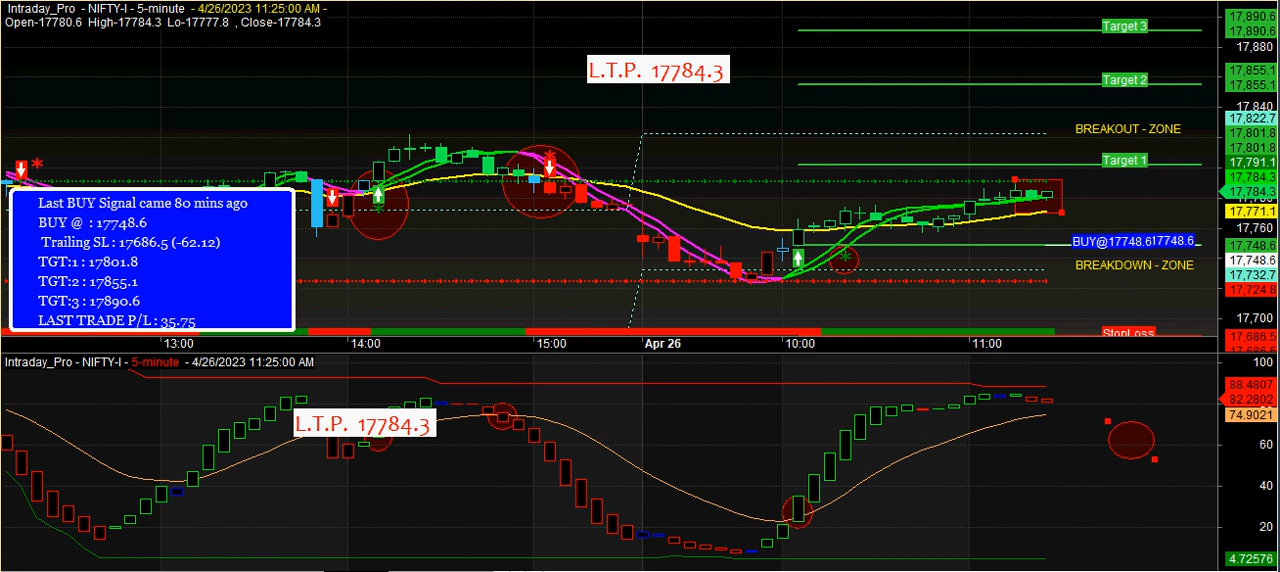 Intraday_Pro - NIFTY-I - 5-minute - 4/26/2023 11:25:00 AM -
Open-17780.6 High-17784.3 Lo-17777.8 , Close-17784.3
L.T.P. 17784.3
Target 3
Target 2
BREAKOUT - ZONE
Target 1
BUY@17748.6 17748.6
BREAKDOWN - ZONE
StopLoss
17,890.6
17,890.6
17,880
17,855.1
17,855.1
17,840
17,822.7
17,801.8
17,801.8
17,791.1
17,784.3
17,784.3
17,771.1
17,760
17,748.6
17,748.6
17,732.7
17,724.8
17,700
17,686.5
Last BUY Signal came 80 mins ago
BUY @ : 17748.6
Trailing SL : 17686.5 (-62.12)
TGT:1 : 17801.8
TGT:2 : 17855.1
TGT:3 : 17890.6
LAST TRADE P/L : 35.75
13:00 14:00 15:00 Apr 26 10:00 11:00
Intraday_Pro - NIFTY-I - 5-minute - 4/26/2023 11:25:00 AM
L.T.P. 17784.3
100
88.4807
82.2802
74.9021
60
40
20
4.72576